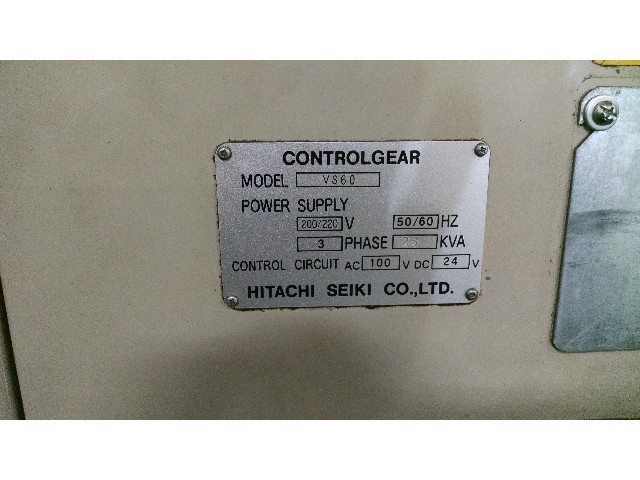 CONTROLGEAR
MODEL VS60
POWER SUPPLY
200/220 V 50/60 HZ
3 PHASE KVA
CONTROL CIRCUIT AC 100 V DC 24 V
HITACHI SEIKI CO.,LTD.